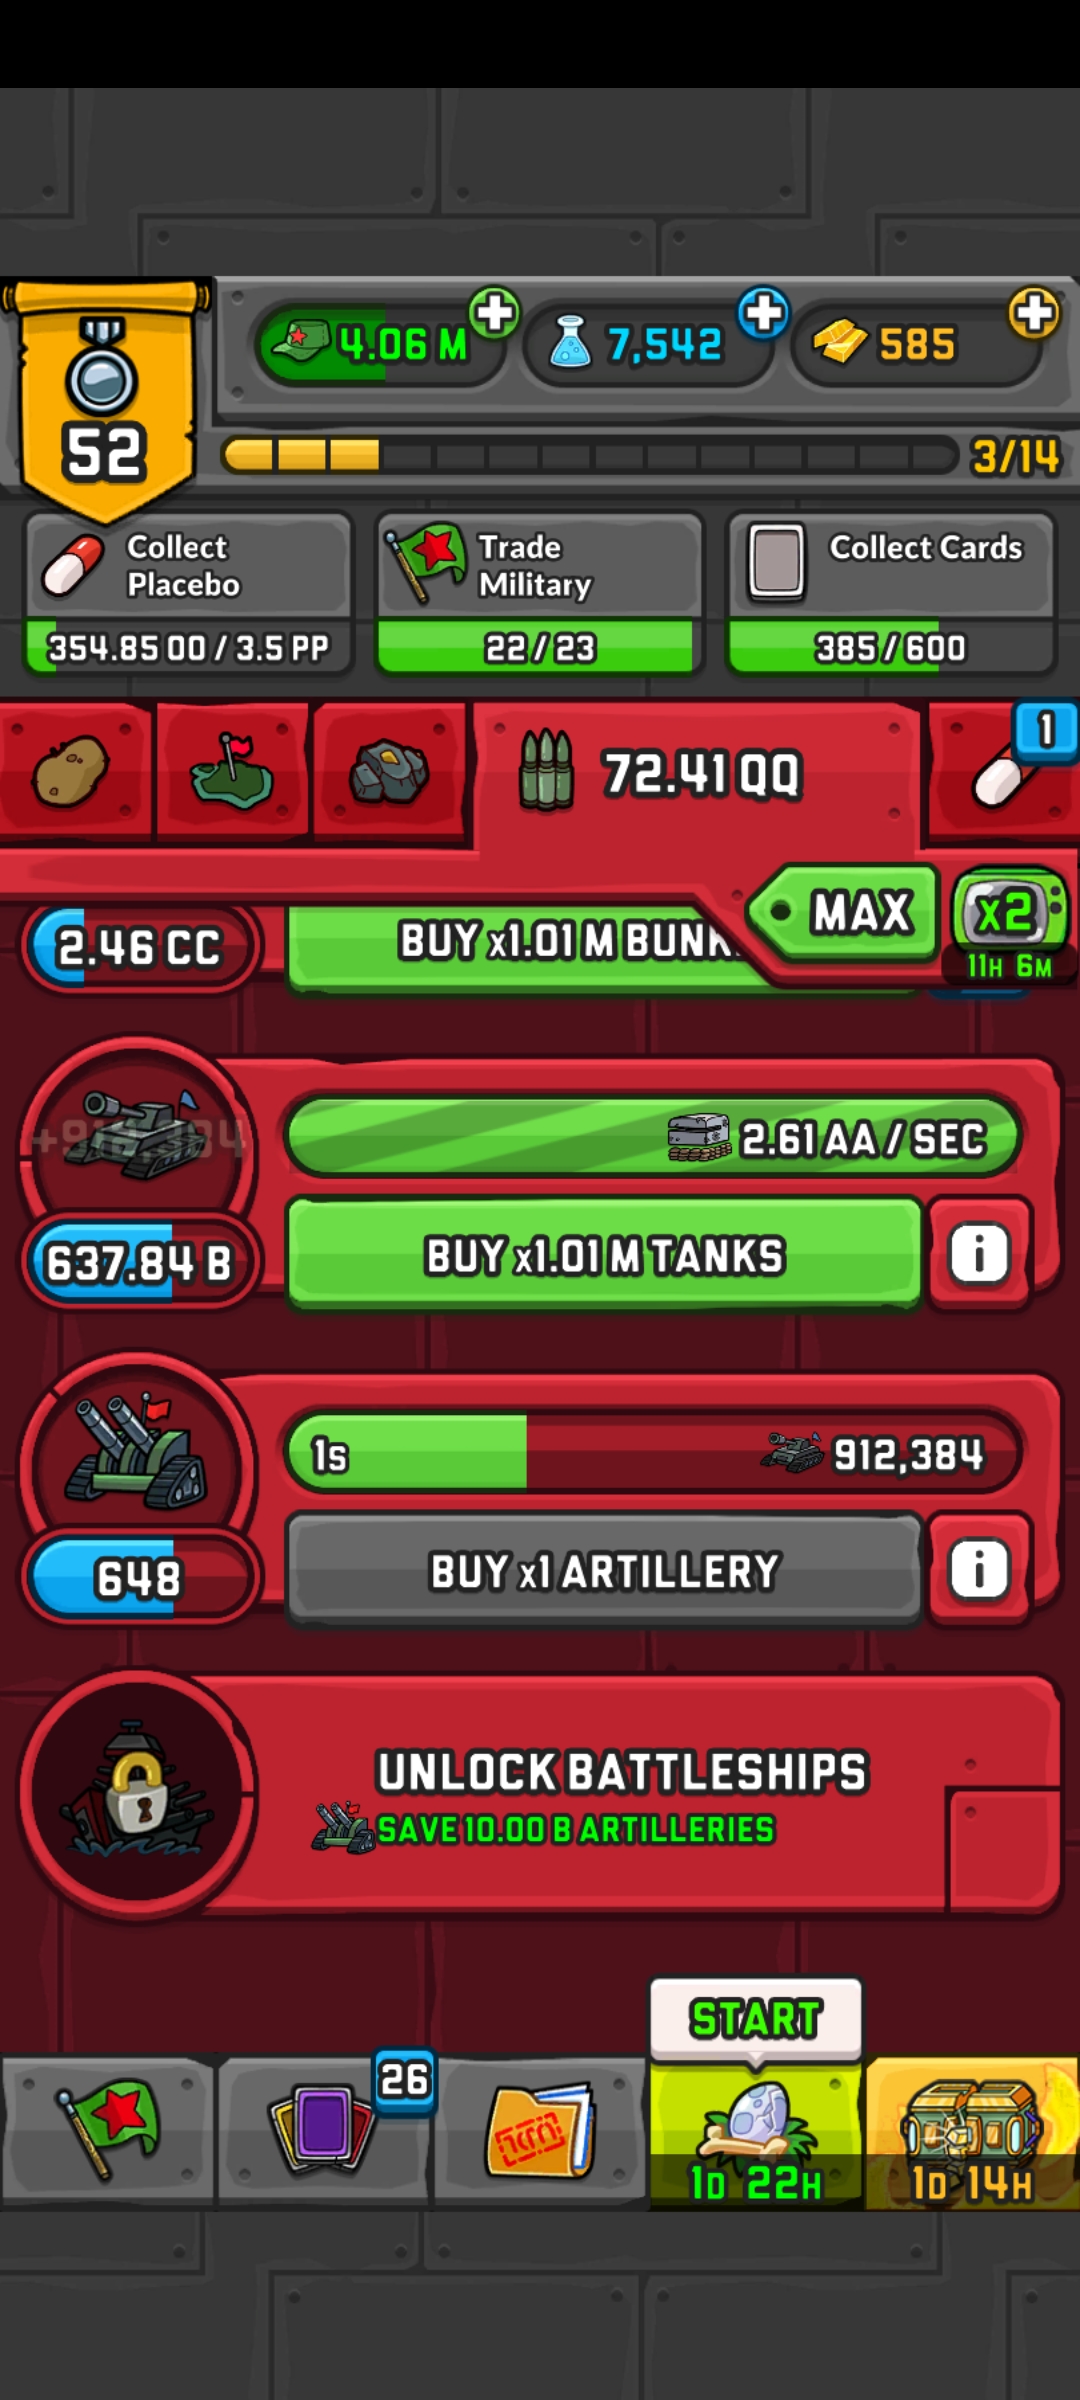 4.06 M
7,542
585
52
3/14
Collect
Placebo
354.85 OO / 3.5 PP
Trade
Military
22 / 23
Collect Cards
385 / 600
72.41 QQ
1
MAX
x2
11H 6M
2.46 CC
BUY x1.01 M
2.61 AA / SEC
637.84 B
BUY x1.01 M TANKS
i
1s
912,384
648
BUY x1 ARTILLERY
i
UNLOCK BATTLESHIPS
SAVE 10.00 B ARTILLERIES
START
26
1D 22H
1D 14H